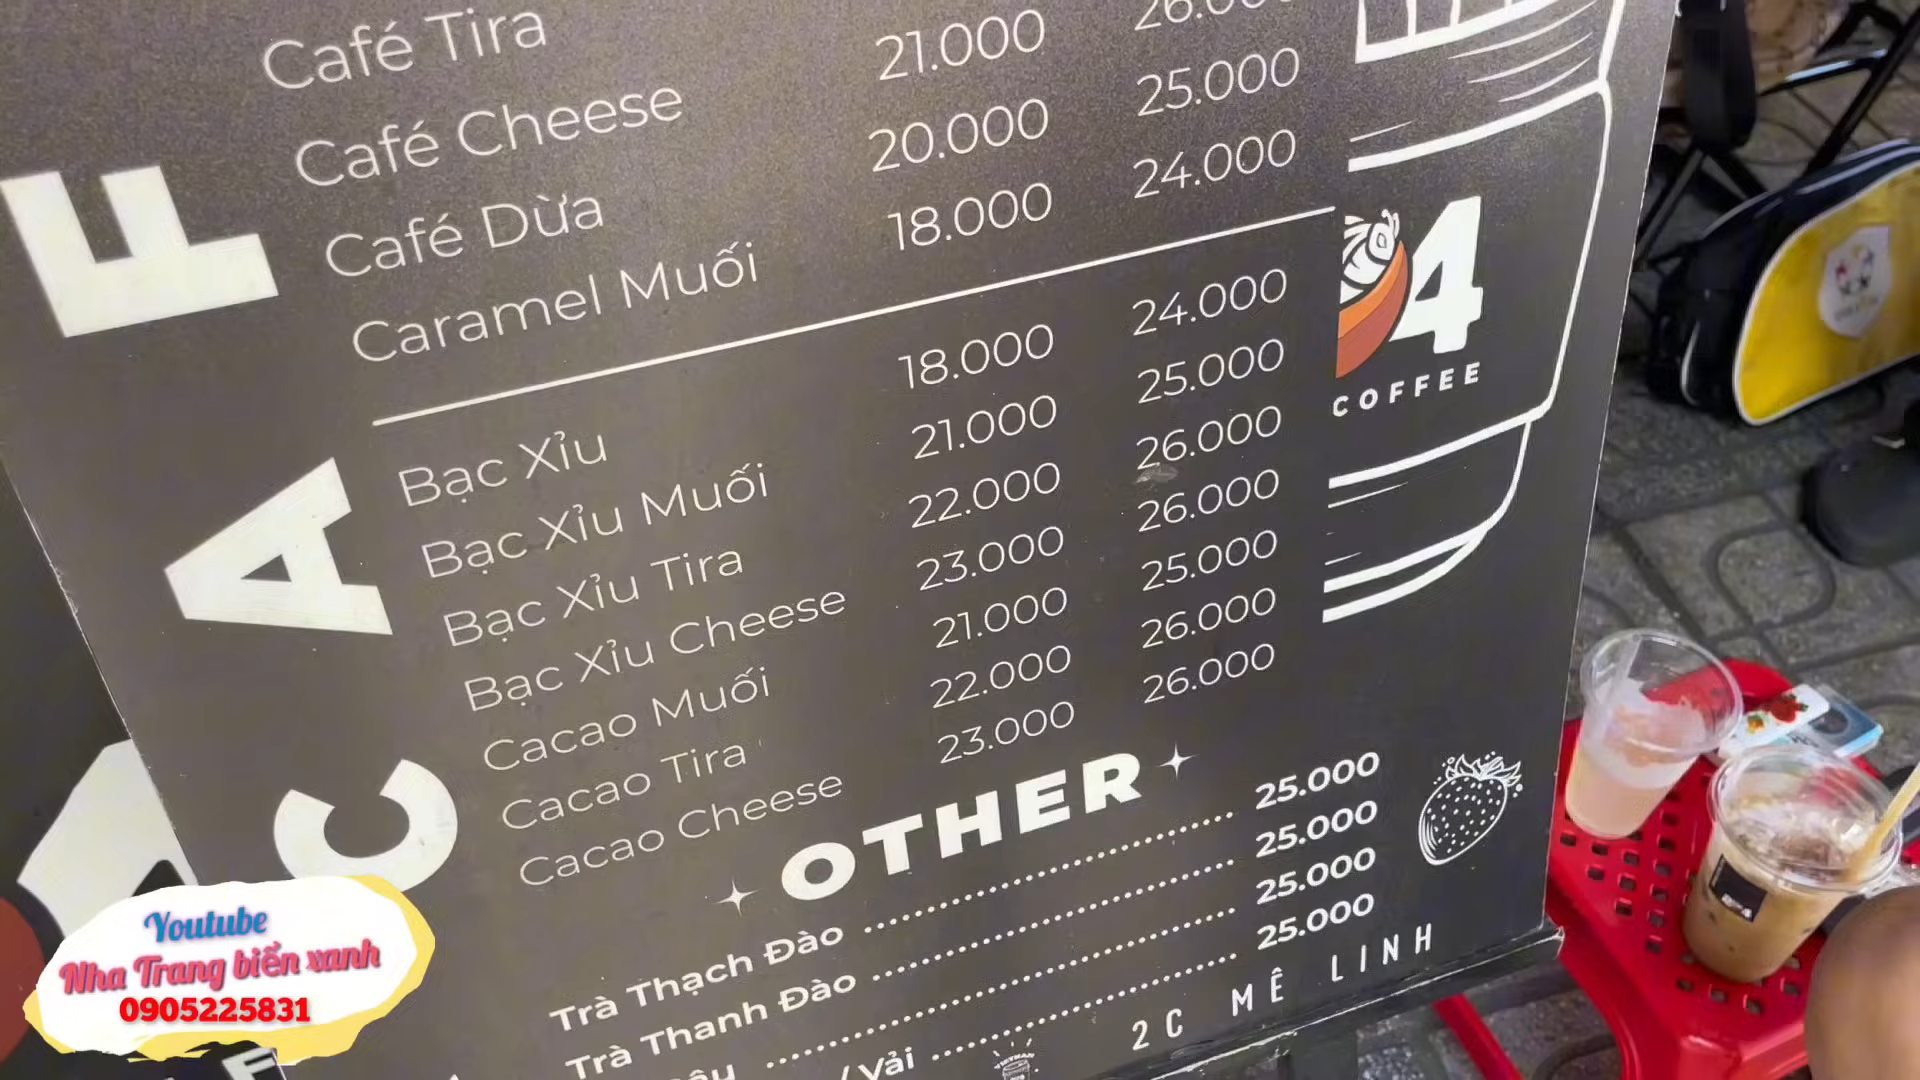 Café Tira
Café Cheese 21.000 26.000
Café Dừa 20.000 25.000
Caramel Muối 18.000 24.000
Bạc Xỉu 18.000 24.000
Bạc Xỉu Muối 21.000 25.000
Bạc Xỉu Tira 22.000 26.000
Bạc Xỉu Cheese 23.000 26.000
Cacao Muối 21.000 25.000
Cacao Tira 22.000 26.000
Cacao Cheese 23.000 26.000
CAF
4
COFFEE
OTHER
Trà Thạch Đào 25.000
Trà Thanh Đào 25.000
25.000
/ Vải 25.000
2C MÊ LINH
Youtube
Nha Trang biển xanh
0905225831